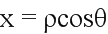 x = ρcosθ